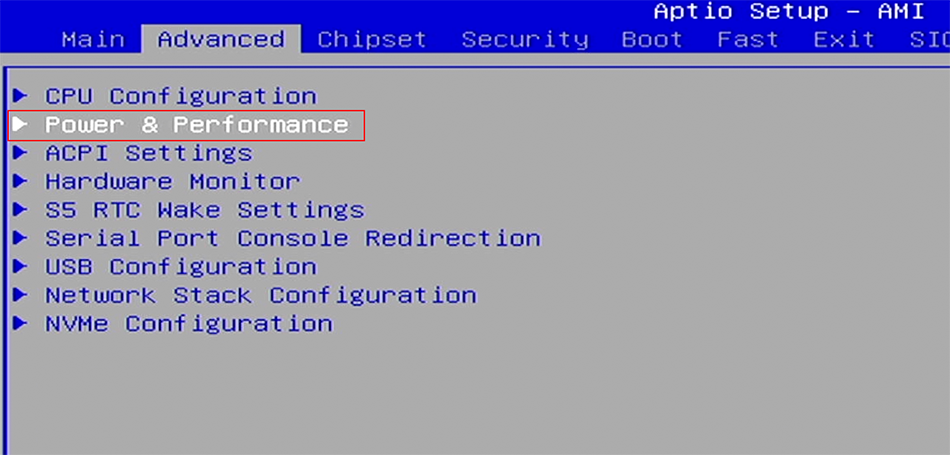 Aptio Setup – AMI
Main Advanced Chipset Security Boot Fast Exit SIO
CPU Configuration
Power & Performance
ACPI Settings
Hardware Monitor
S5 RTC Wake Settings
Serial Port Console Redirection
USB Configuration
Network Stack Configuration
NVMe Configuration